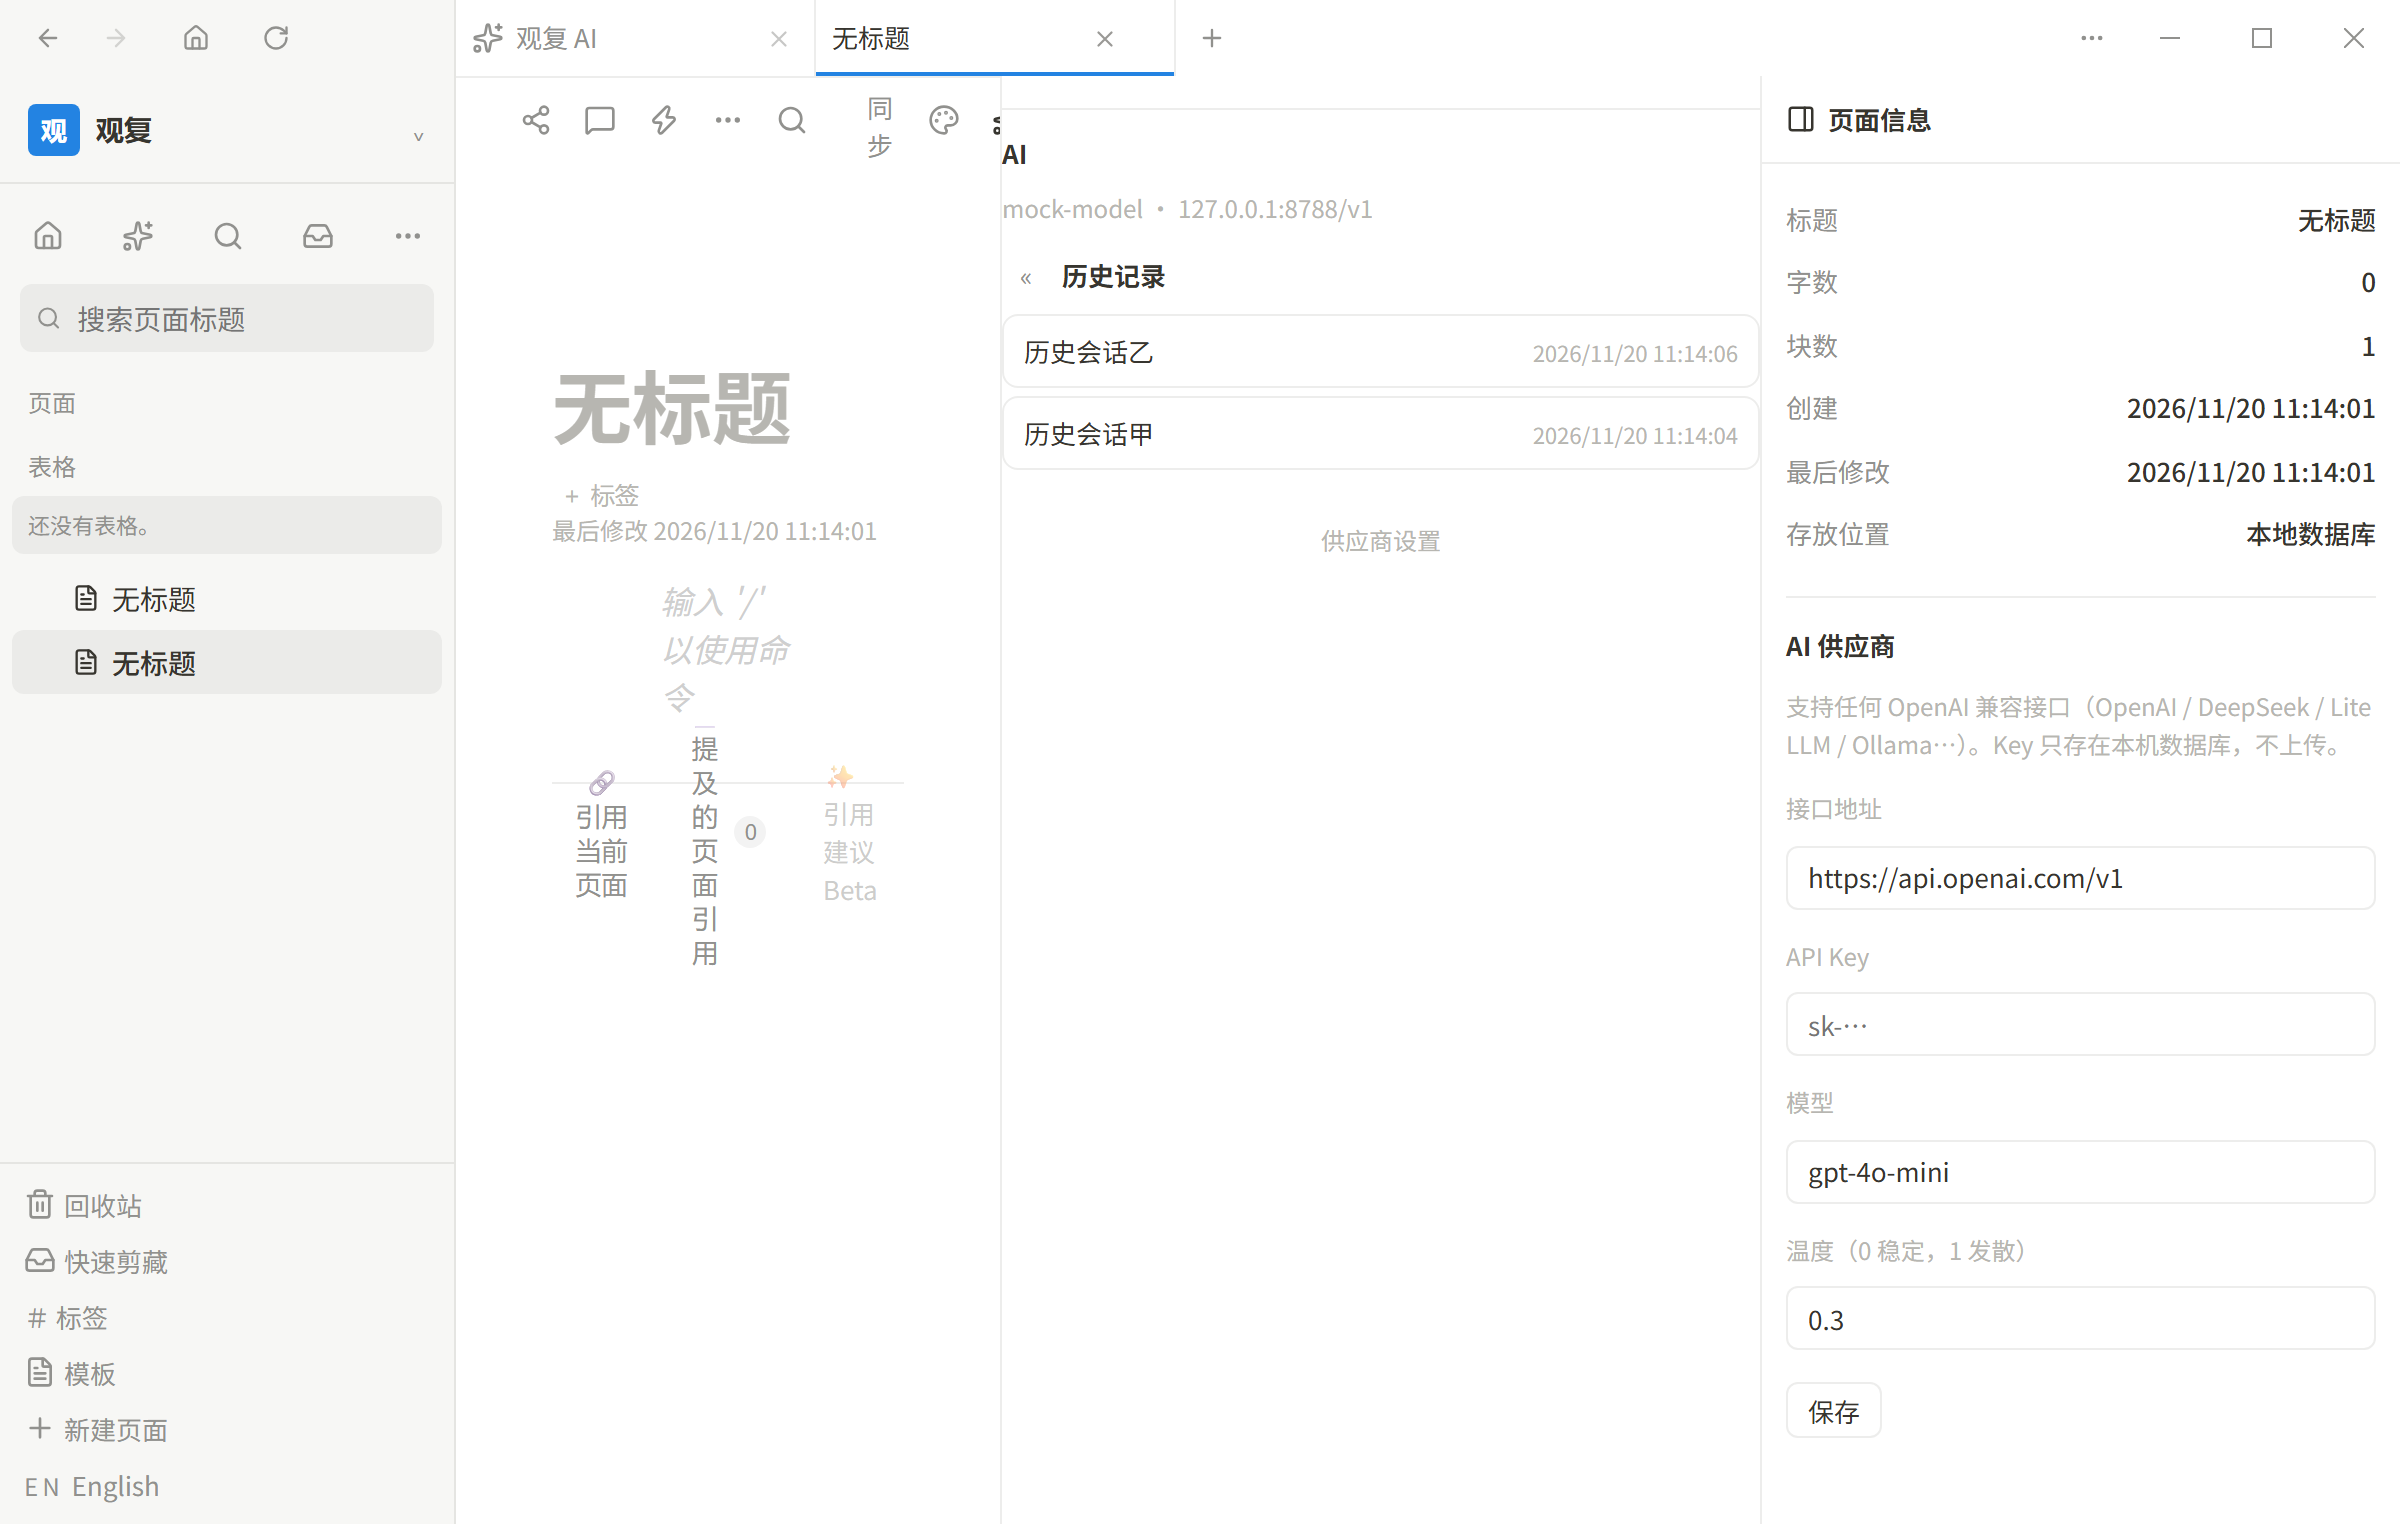 观复 AI
无标题
观 观复
搜索页面标题
页面
表格
还没有表格。
无标题
无标题
回收站
快速剪藏
# 标签
模板
新建页面
EN English
同
步
无标题
+ 标签
最后修改 2026/11/20 11:14:01
输入 '/'
以使用命
令
引用
当前
页面
提
及
的
页
面
引
用
0
引用
建议
Beta
AI
mock-model • 127.0.0.1:8788/v1
« 历史记录
历史会话乙 2026/11/20 11:14:06
历史会话甲 2026/11/20 11:14:04
供应商设置
页面信息
标题 无标题
字数 0
块数 1
创建 2026/11/20 11:14:01
最后修改 2026/11/20 11:14:01
存放位置 本地数据库
AI 供应商
支持任何 OpenAI 兼容接口（OpenAI / DeepSeek / Lite
LLM / Ollama…）。Key 只存在本机数据库，不上传。
接口地址
https://api.openai.com/v1
API Key
sk-…
模型
gpt-4o-mini
温度（0 稳定，1 发散）
0.3
保存